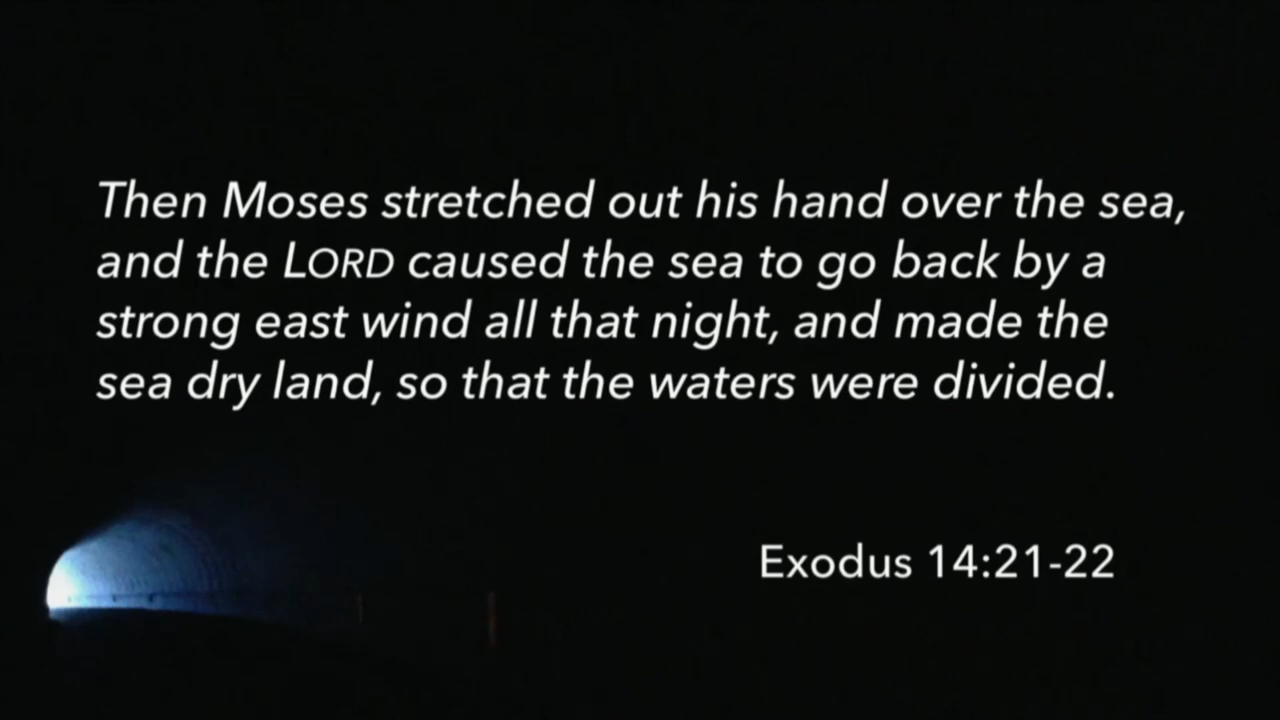 Then Moses stretched out his hand over the sea,
and the LORD caused the sea to go back by a
strong east wind all that night, and made the
sea dry land, so that the waters were divided.
Exodus 14:21-22